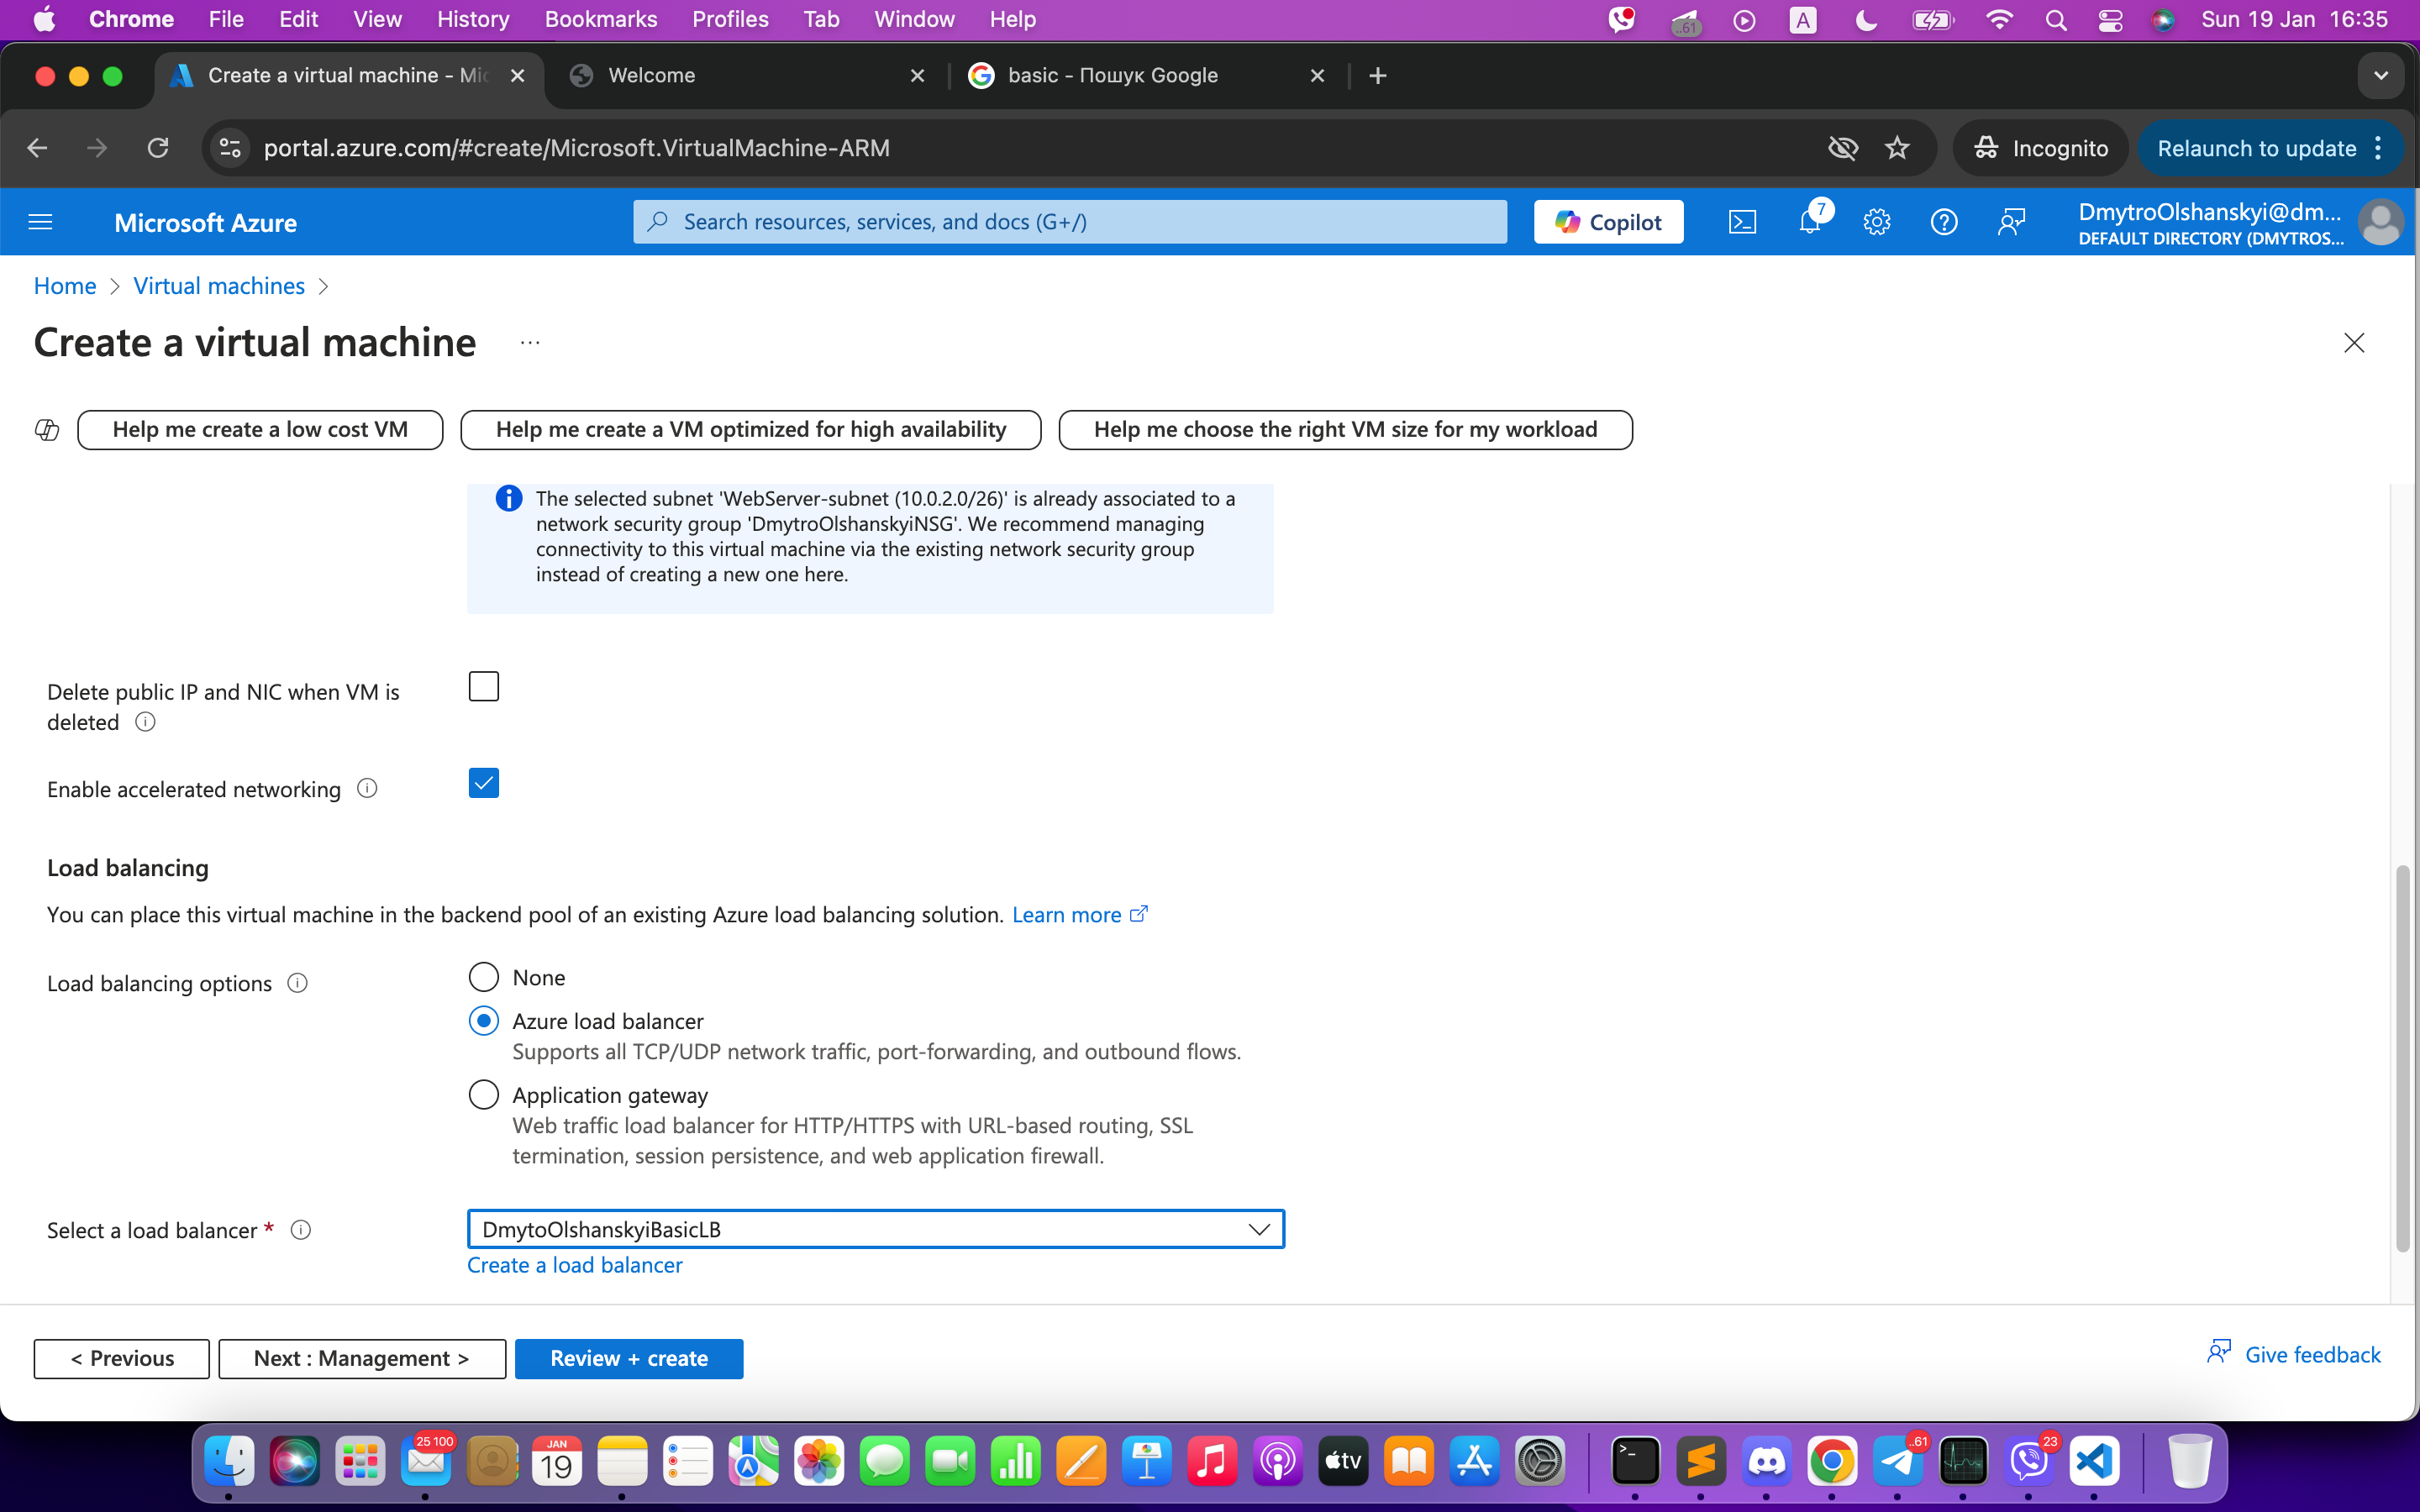 Chrome File Edit View History Bookmarks Profiles Tab Window Help ..61 A Sun 19 Jan 16:35
Create a virtual machine - Mic Welcome basic - Пошук Google
portal.azure.com/#create/Microsoft.VirtualMachine-ARM Incognito Relaunch to update
Microsoft Azure Search resources, services, and docs (G+/) Copilot 7 DmytroOlshanskyi@dm...
DEFAULT DIRECTORY (DMYTROS...
Home > Virtual machines >
Create a virtual machine ...
Help me create a low cost VM Help me create a VM optimized for high availability Help me choose the right VM size for my workload
The selected subnet 'WebServer-subnet (10.0.2.0/26)' is already associated to a
network security group 'DmytroOlshanskyiNSG'. We recommend managing
connectivity to this virtual machine via the existing network security group
instead of creating a new one here.
Delete public IP and NIC when VM is
deleted
Enable accelerated networking
Load balancing
You can place this virtual machine in the backend pool of an existing Azure load balancing solution. Learn more
Load balancing options
None
Azure load balancer
Supports all TCP/UDP network traffic, port-forwarding, and outbound flows.
Application gateway
Web traffic load balancer for HTTP/HTTPS with URL-based routing, SSL
termination, session persistence, and web application firewall.
Select a load balancer *
DmytoOlshanskyiBasicLB
Create a load balancer
< Previous Next : Management > Review + create Give feedback
25 100 JAN 19 tv ..61 23